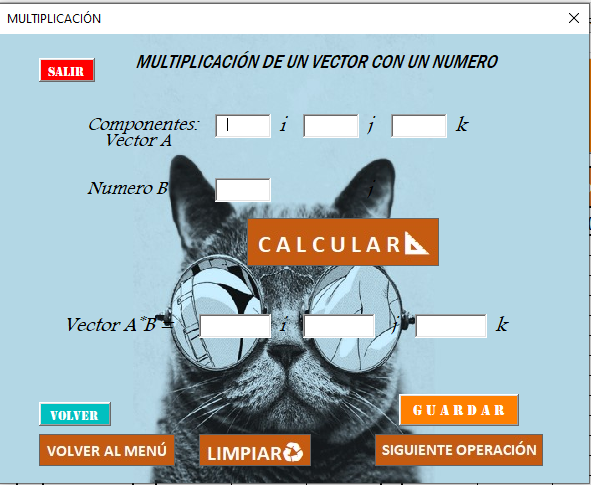 MULTIPLICACIÓN
SALIR
MULTIPLICACIÓN DE UN VECTOR CON UN NUMERO
Componentes: i j k
Vector A
Numero B j
CALCULAR
Vector A*B = i j k
VOLVER
GUARDAR
VOLVER AL MENÚ LIMPIAR SIGUIENTE OPERACIÓN